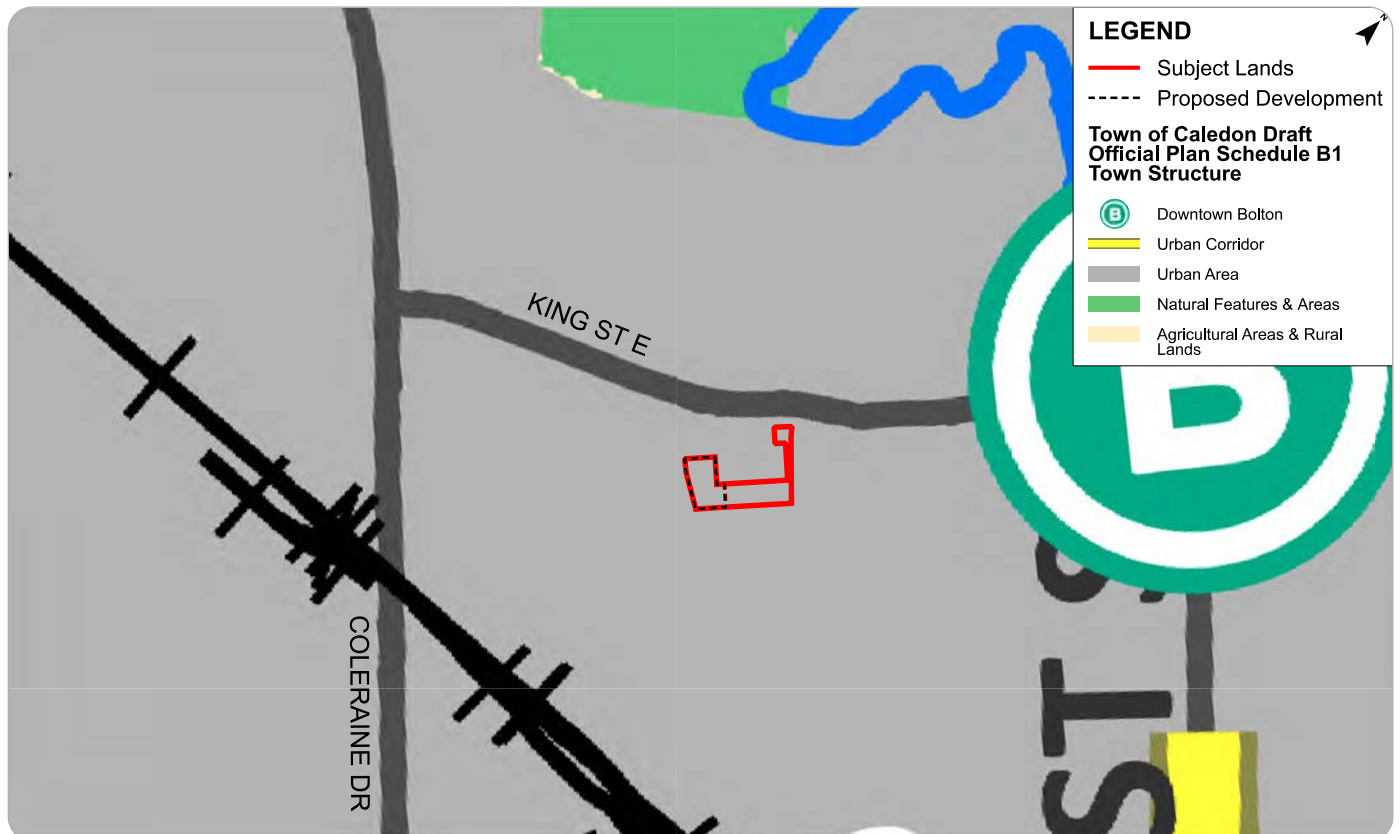 LEGEND
N
Subject Lands
Proposed Development
Town of Caledon Draft
Official Plan Schedule B1
Town Structure
B
Downtown Bolton
Urban Corridor
Urban Area
Natural Features & Areas
Agricultural Areas & Rural
Lands
KING ST E
B
COLERAINE DR
ST S